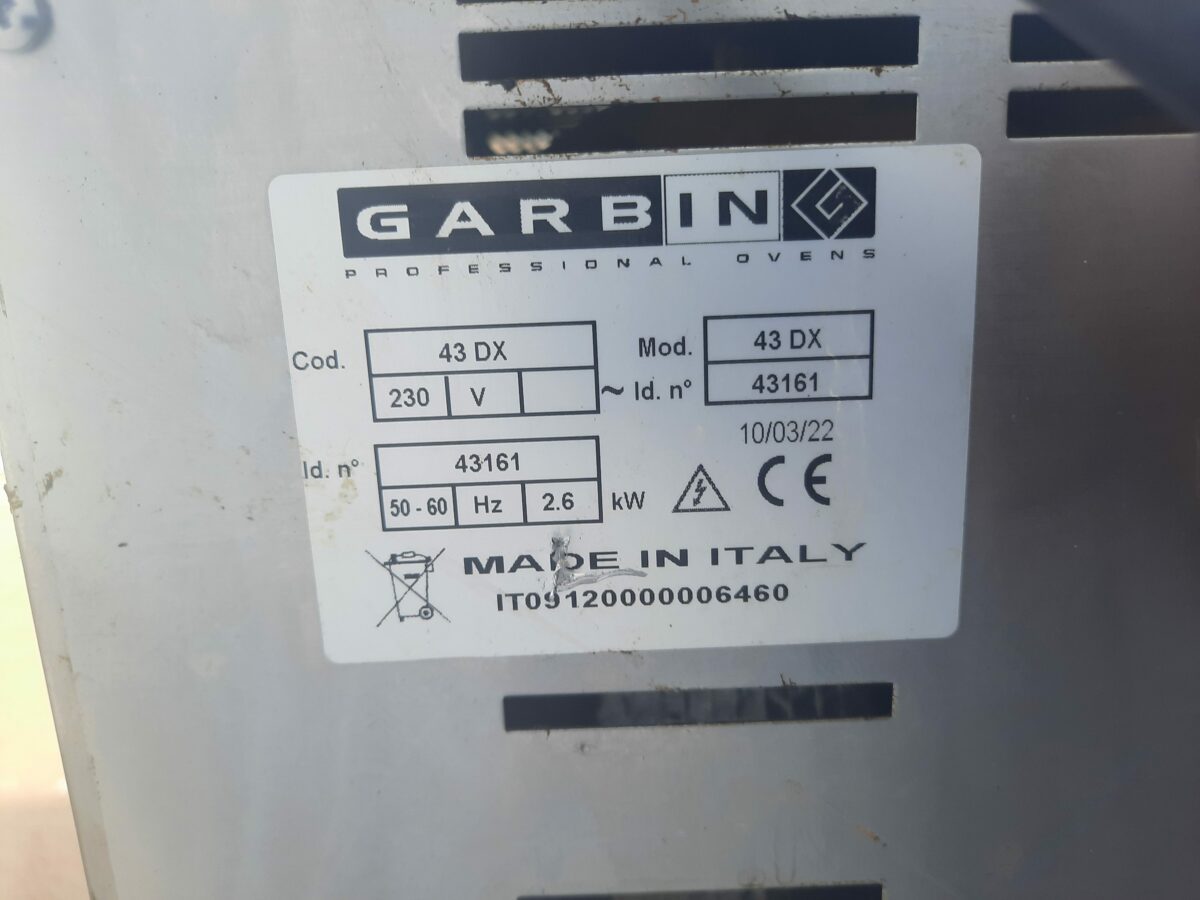 GARBIN
PROFESSIONAL OVENS
Cod. 43 DX
230 V ~
Mod. 43 DX
Id. n° 43161
10/03/22
Id. n° 43161
50 - 60 Hz 2.6 kW
CE
MADE IN ITALY
IT09120000006460